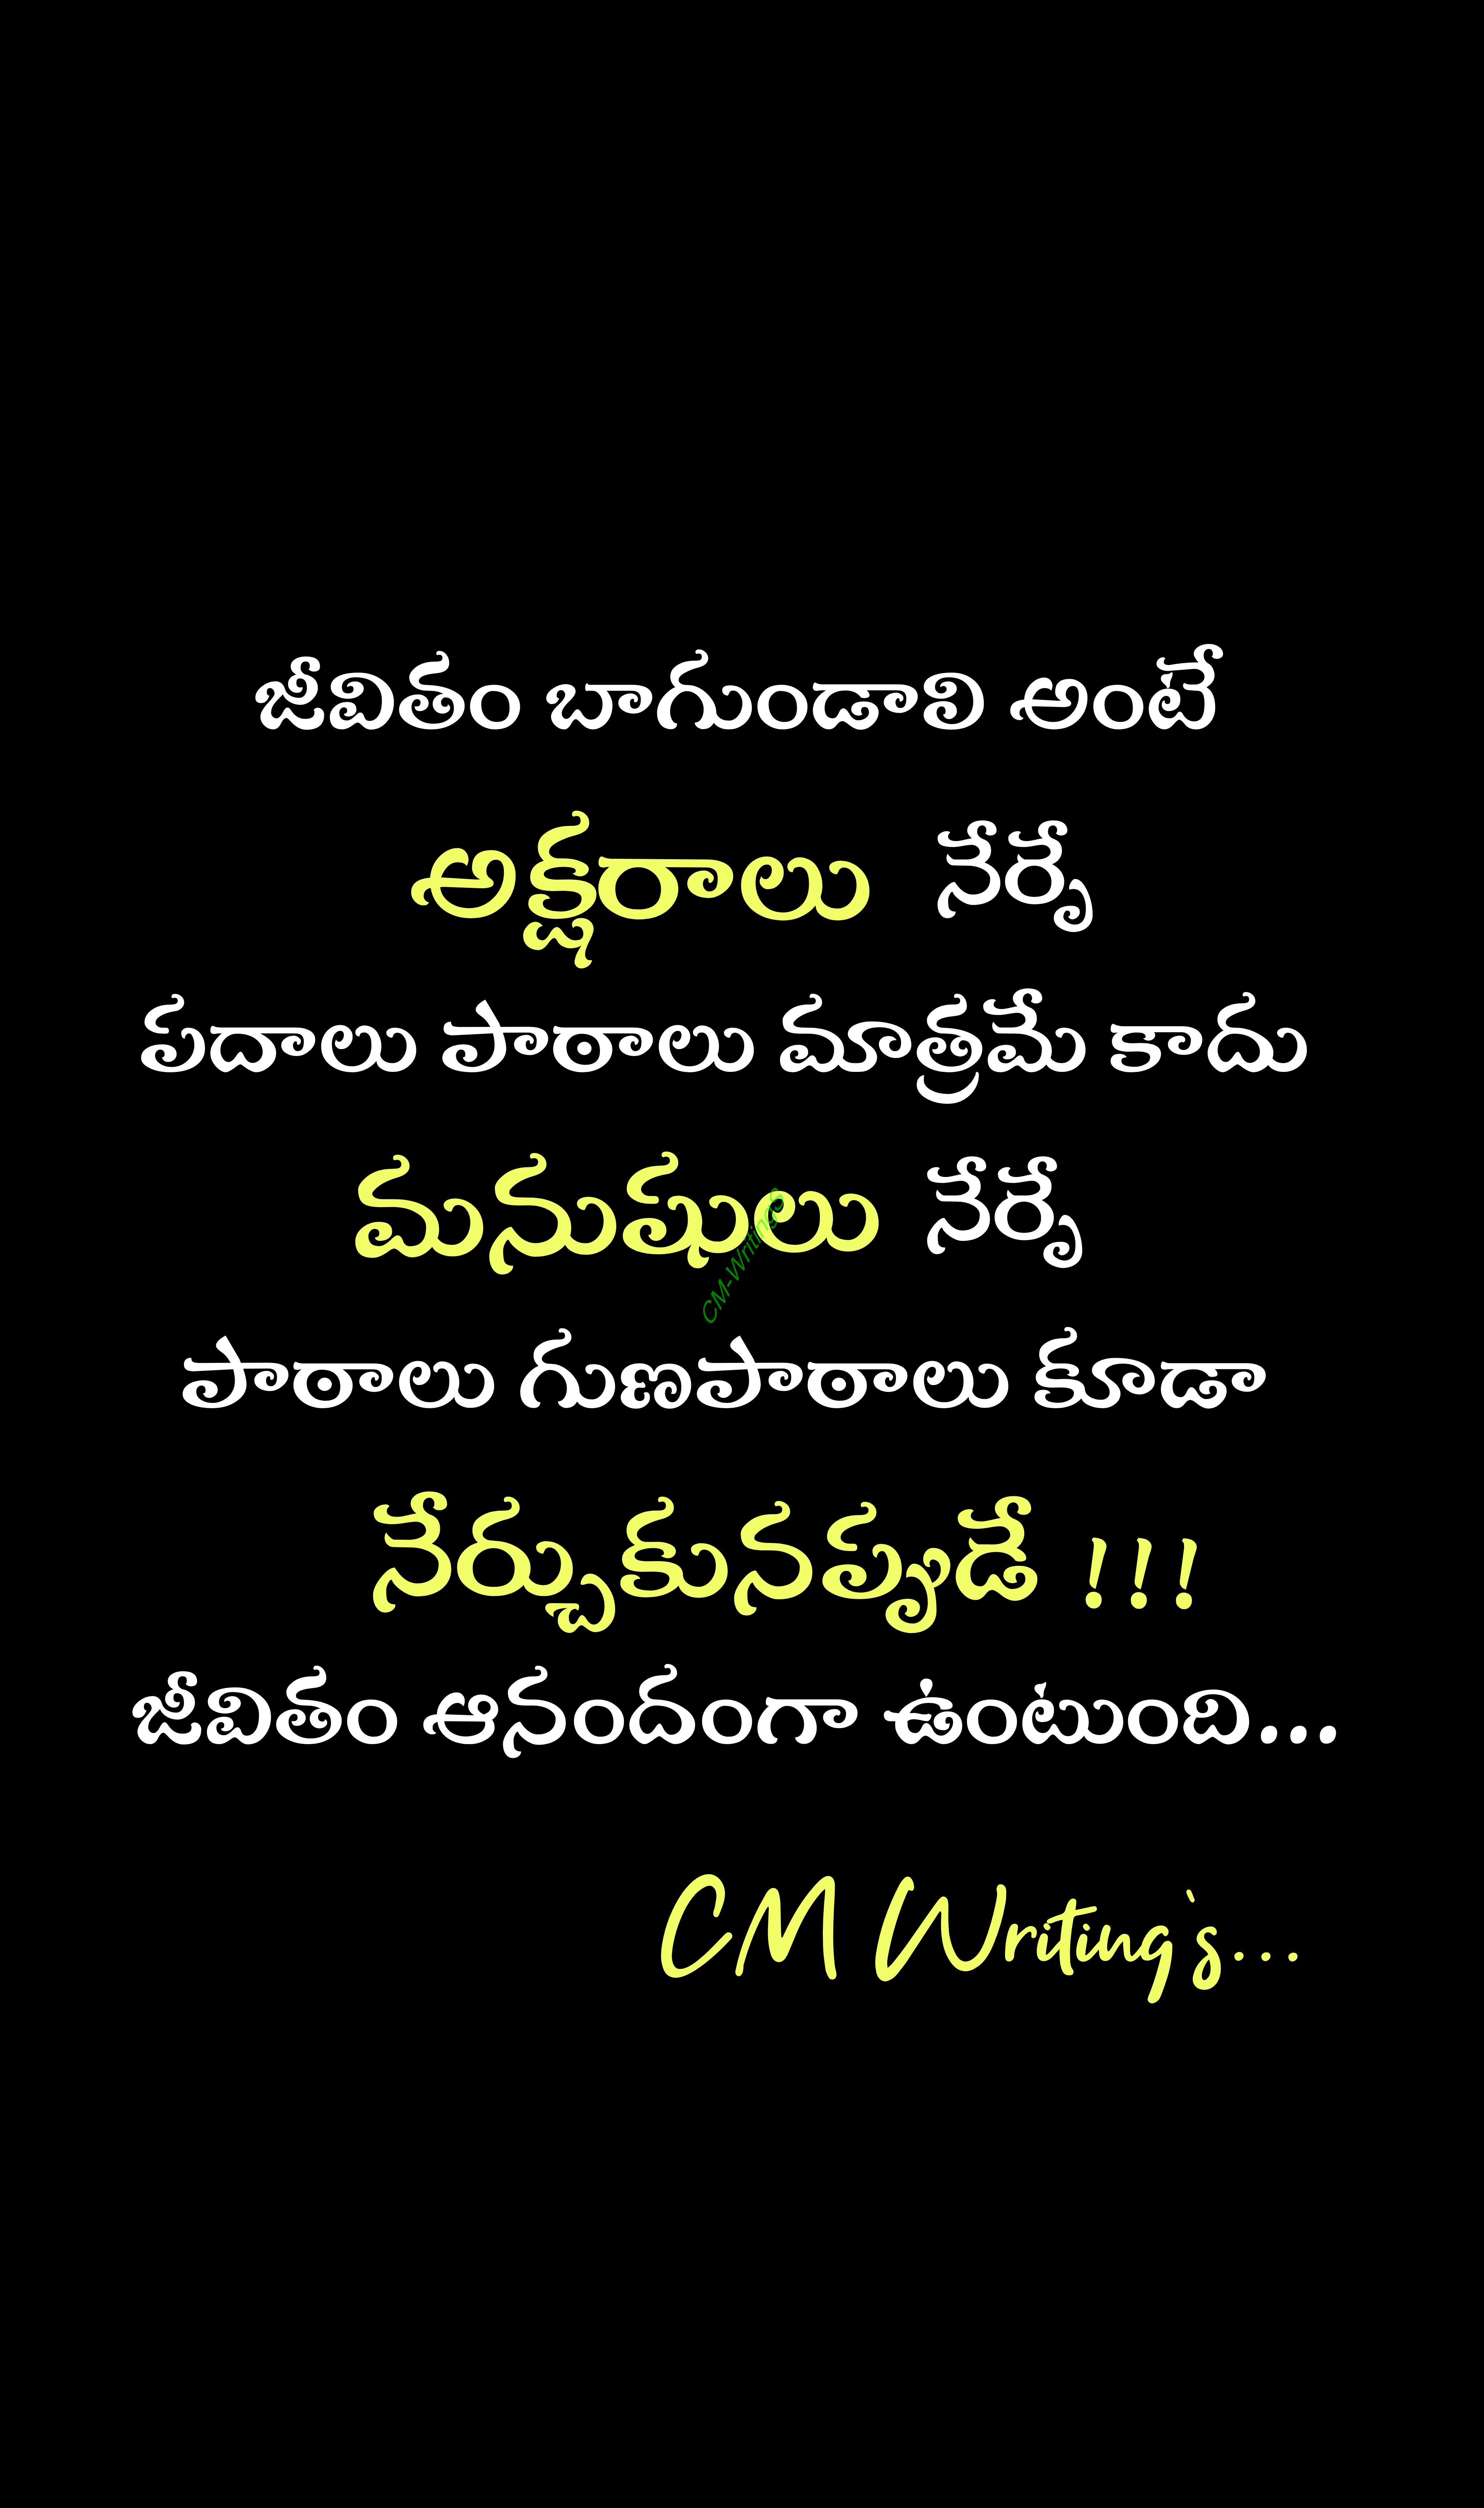 జీవితం బాగుండాలి అంటే
అక్షరాలు నేర్పే
పదాలు పాఠాలు మాత్రమే కాదు
మనుషులు నేర్పే
పాఠాలు గుణపాఠాలు కూడా
నేర్చుకున్నప్పుడే !!!
జీవితం ఆనందంగా ఉంటుంది...
CM Writing's...
CM-Writings